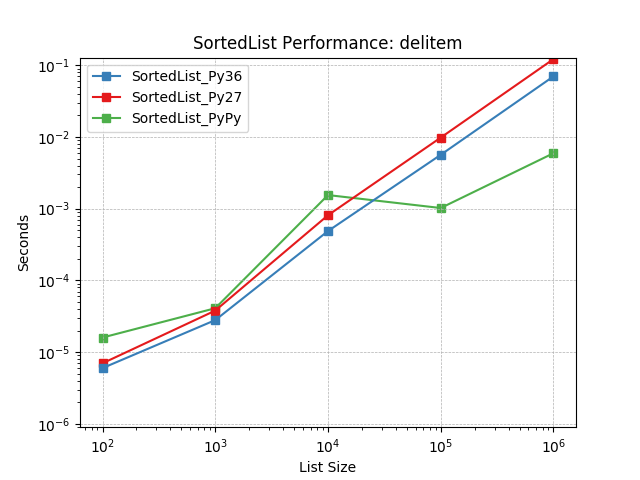 SortedList Performance: delitem
SortedList_Py36
SortedList_Py27
SortedList_PyPy
Seconds
10⁻¹
10⁻²
10⁻³
10⁻⁴
10⁻⁵
10⁻⁶
10² 10³ 10⁴ 10⁵ 10⁶
List Size